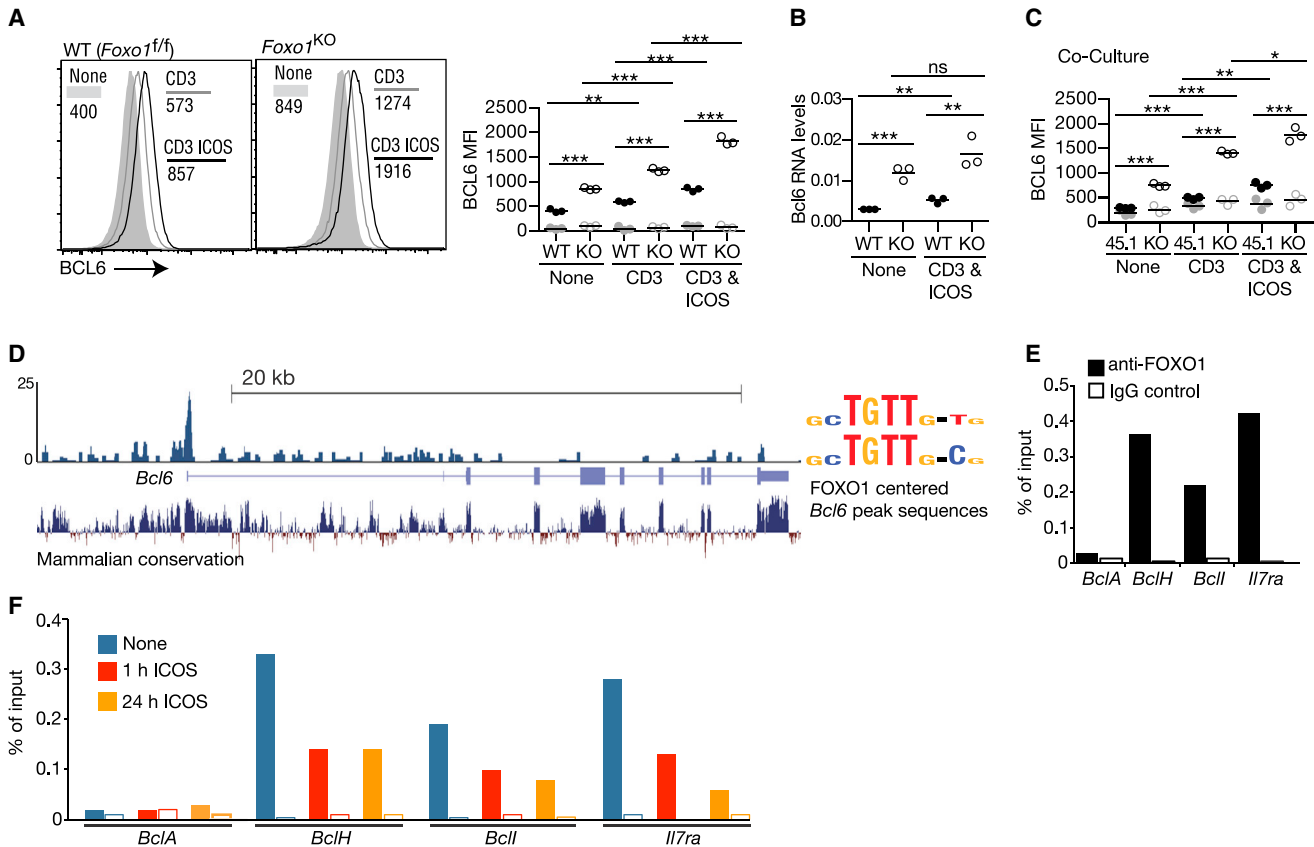 A
WT (Foxo1f/f)
Foxo1KO
None
400
CD3
573
CD3 ICOS
857
None
849
CD3
1274
CD3 ICOS
1916
BCL6
BCL6 MFI
2500
2000
1500
1000
500
0
***
***
***
***
**
***
***
***
WT KO WT KO WT KO
None
CD3
CD3 &
ICOS
B
Bcl6 RNA levels
0.03
0.02
0.01
0.00
ns
**
**
***
WT KO WT KO
None
CD3 &
ICOS
C
Co-Culture
BCL6 MFI
2500
2000
1500
1000
500
0
*
**
***
***
***
***
***
45.1 KO 45.1 KO 45.1 KO
None
CD3
CD3 &
ICOS
D
25
0
20 kb
Bcl6
Mammalian conservation
GCTGTTG-TG
GCTGTTG-CG
FOXO1 centered
Bcl6 peak sequences
E
anti-FOXO1
IgG control
% of input
0.5
0.4
0.3
0.2
0.1
0
BclA BclH BclI Il7ra
F
None
1 h ICOS
24 h ICOS
% of input
0.4
0.3
0.2
0.1
0
BclA BclH BclI Il7ra